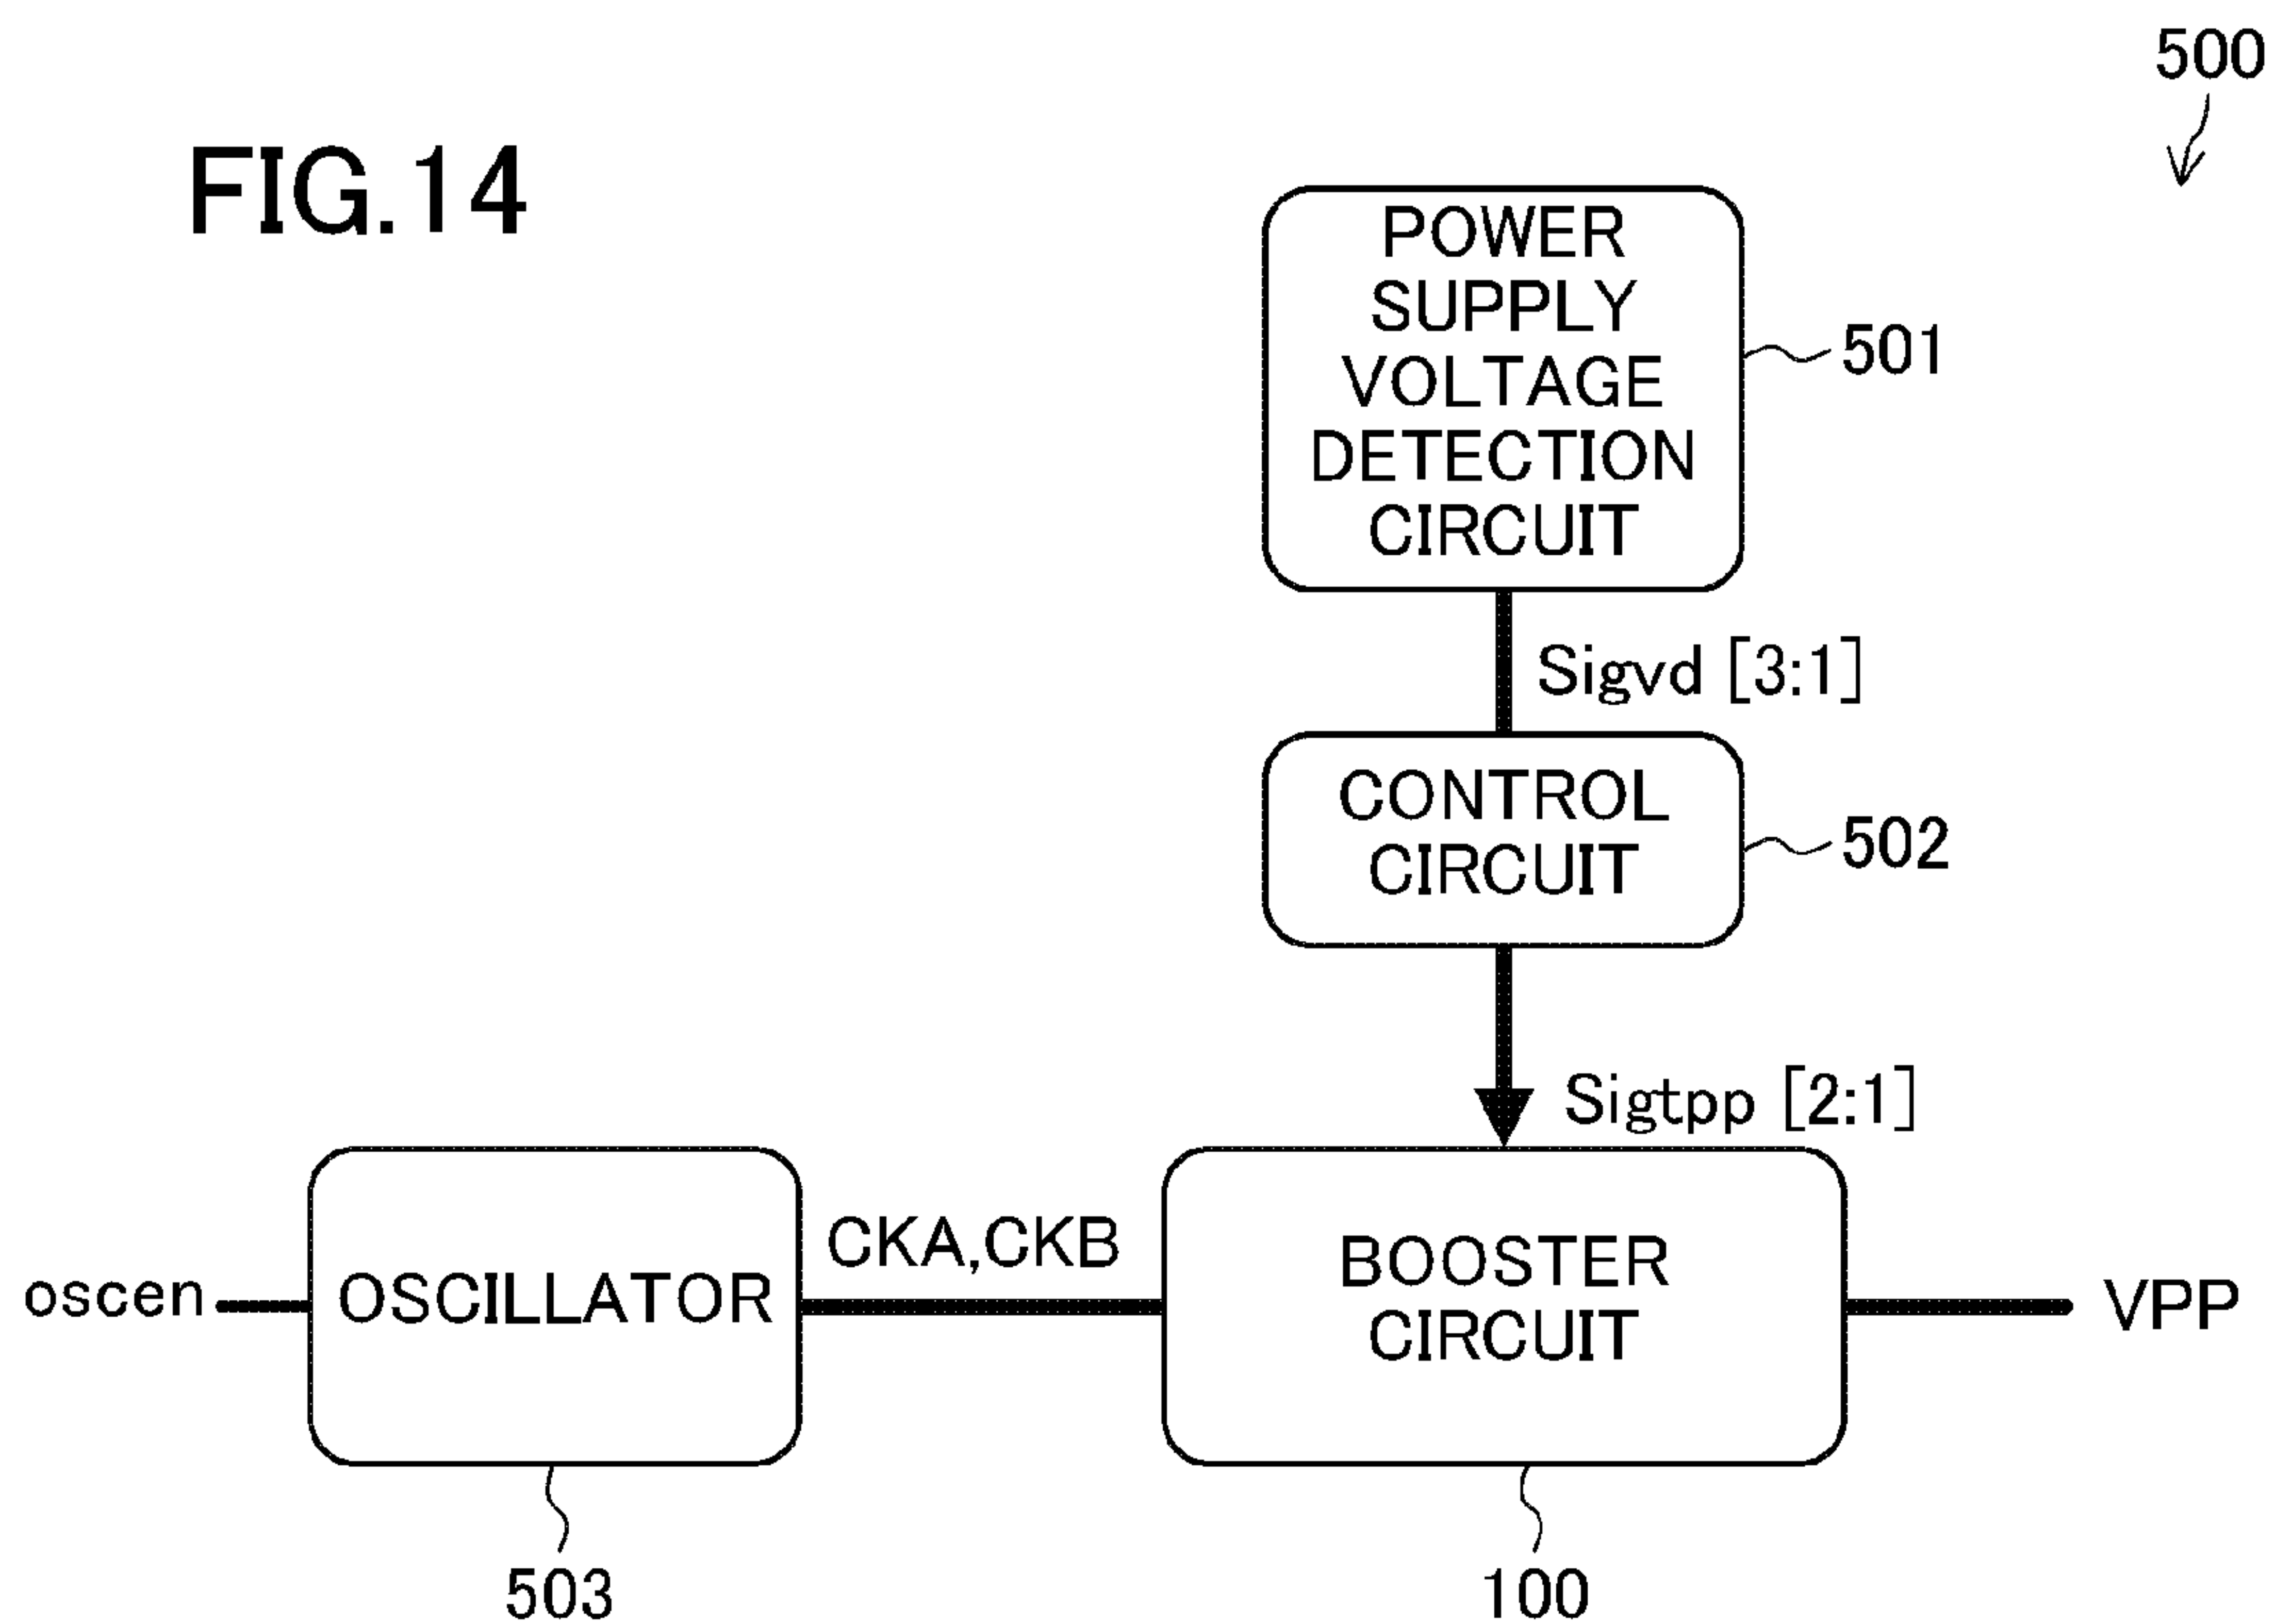 500
FIG.14
POWER
SUPPLY
VOLTAGE
DETECTION
CIRCUIT
501
Sigvd [3:1]
CONTROL
CIRCUIT
502
Sigtpp [2:1]
oscen
OSCILLATOR
CKA,CKB
BOOSTER
CIRCUIT
VPP
503
100